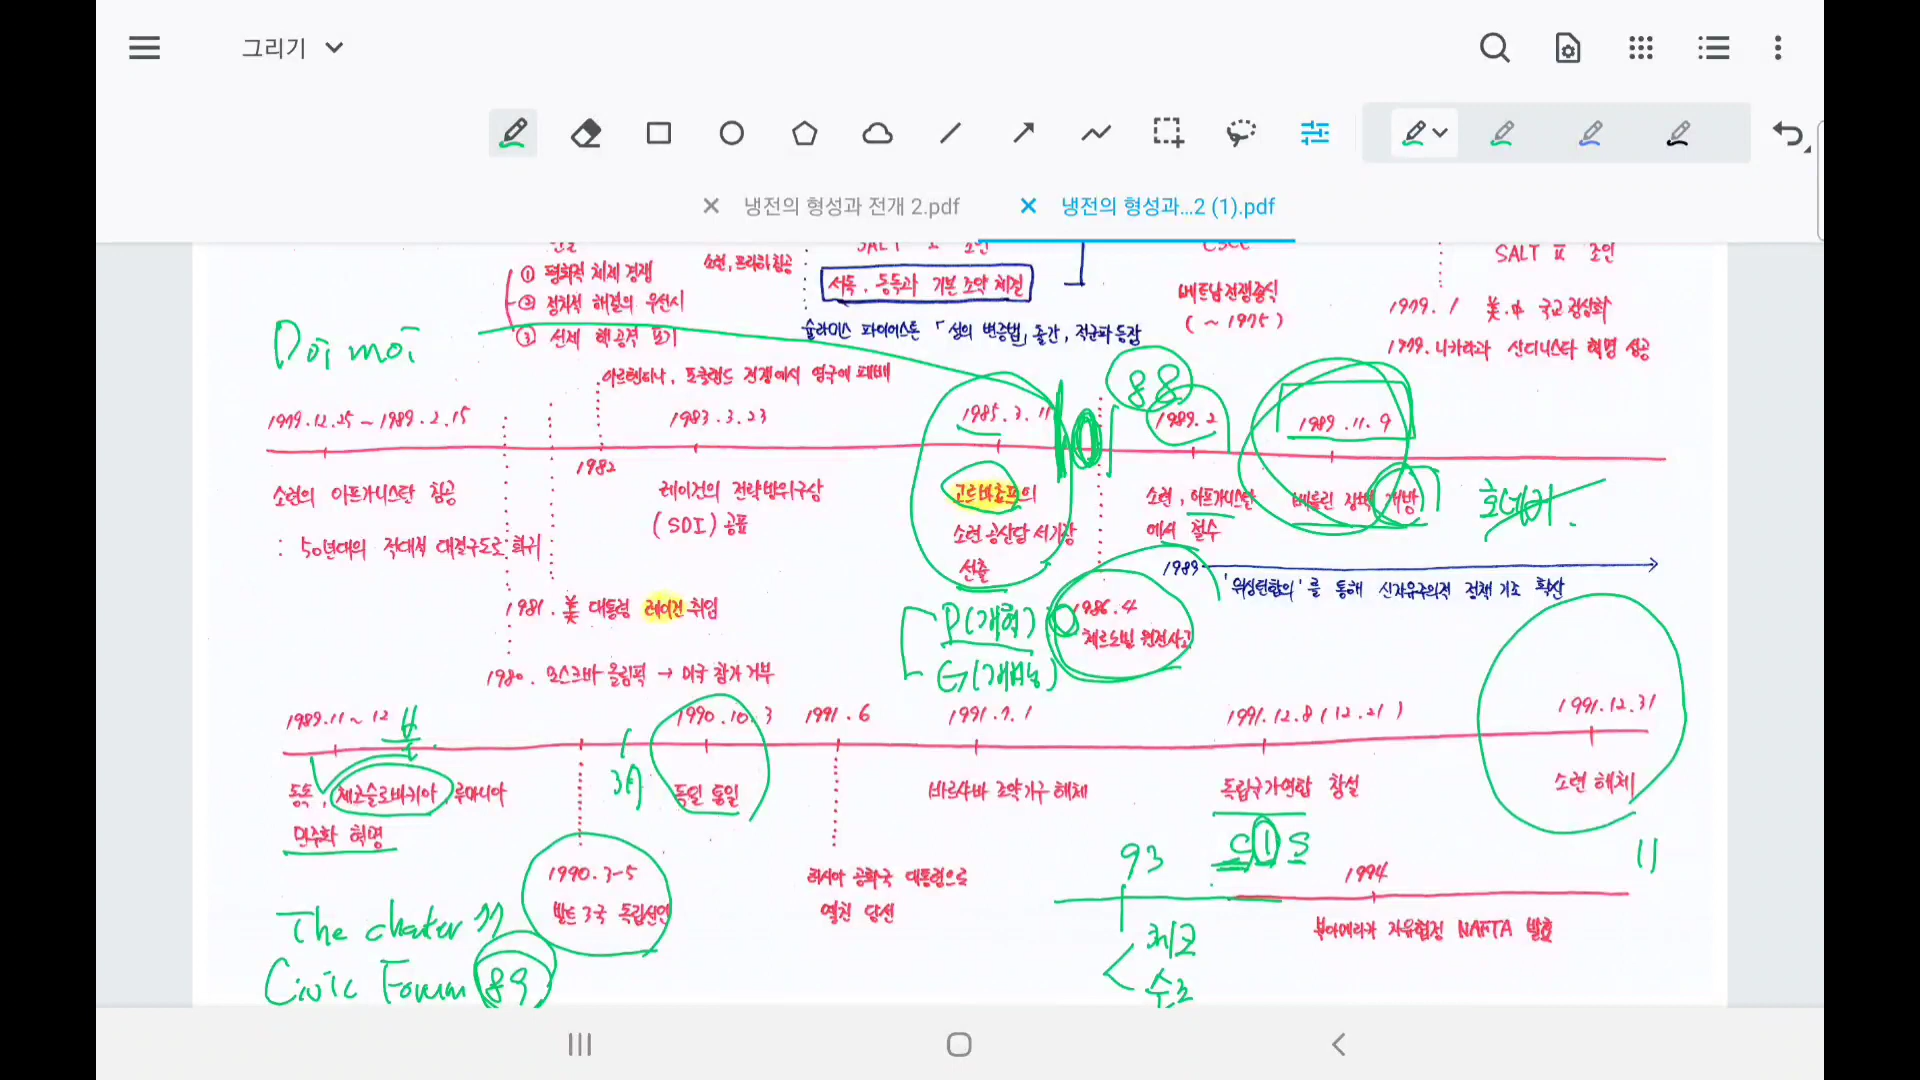 그리기
냉전의 형성과 전개 2.pdf
냉전의 형성과...2 (1).pdf
① 평화적 체제 경쟁
② 정치적 해결의 우선시
③ 선제 핵공격 포기
소련, 프라하 침공
서독. 동독과 기본 조약 체결
슐라미스 파이어스톤 「성의 변증법」 출간, 적군파 등장
베트남전쟁종식
(~1975)
SALT Ⅱ 조인
1979. 1 美.中 국교정상화
1979. 니카라과 산디니스타 혁명 성공
Doi moi
아르헨티나, 포클랜드 전쟁에서 영국에 패배
88
1979.12.25 ~ 1989.2.15
1982
1983.3.23
1985.3.11
1989.2
1989.11.9
소련의 아프가니스탄 침공
: 50년대의 적대적 대결구도로 회귀
레이건의 전략방위구상
(SDI) 공표
고르바초프의
소련 공산당 서기장
선출
소련, 아프가니스탄
에서 철수
베를린 장벽 개방
1989
'워싱턴합의'를 통해 신자유주의적 정책 기조 확산
1981. 美 대통령 레이건 취임
1980. 모스크바 올림픽 → 미국 참가 거부
P(개혁)
G(개방)
1986.4
체르노빌 원전사고
1989.11~12
1990.10.3
1991.6
1991.7.1
1991.12.8(12.21)
1991.12.31
동독, 체코슬로바키아, 루마니아
민주화 혁명
3月
독일 통일
바르샤바 조약기구 해체
독립국가연합 창설
CIS
소련 해체
1990.3-5
발트 3국 독립선언
러시아 공화국 대통령으로
옐친 당선
93
체코
1994
북아메리카 자유협정 NAFTA 발효
The charter 77
Civic Forum 89